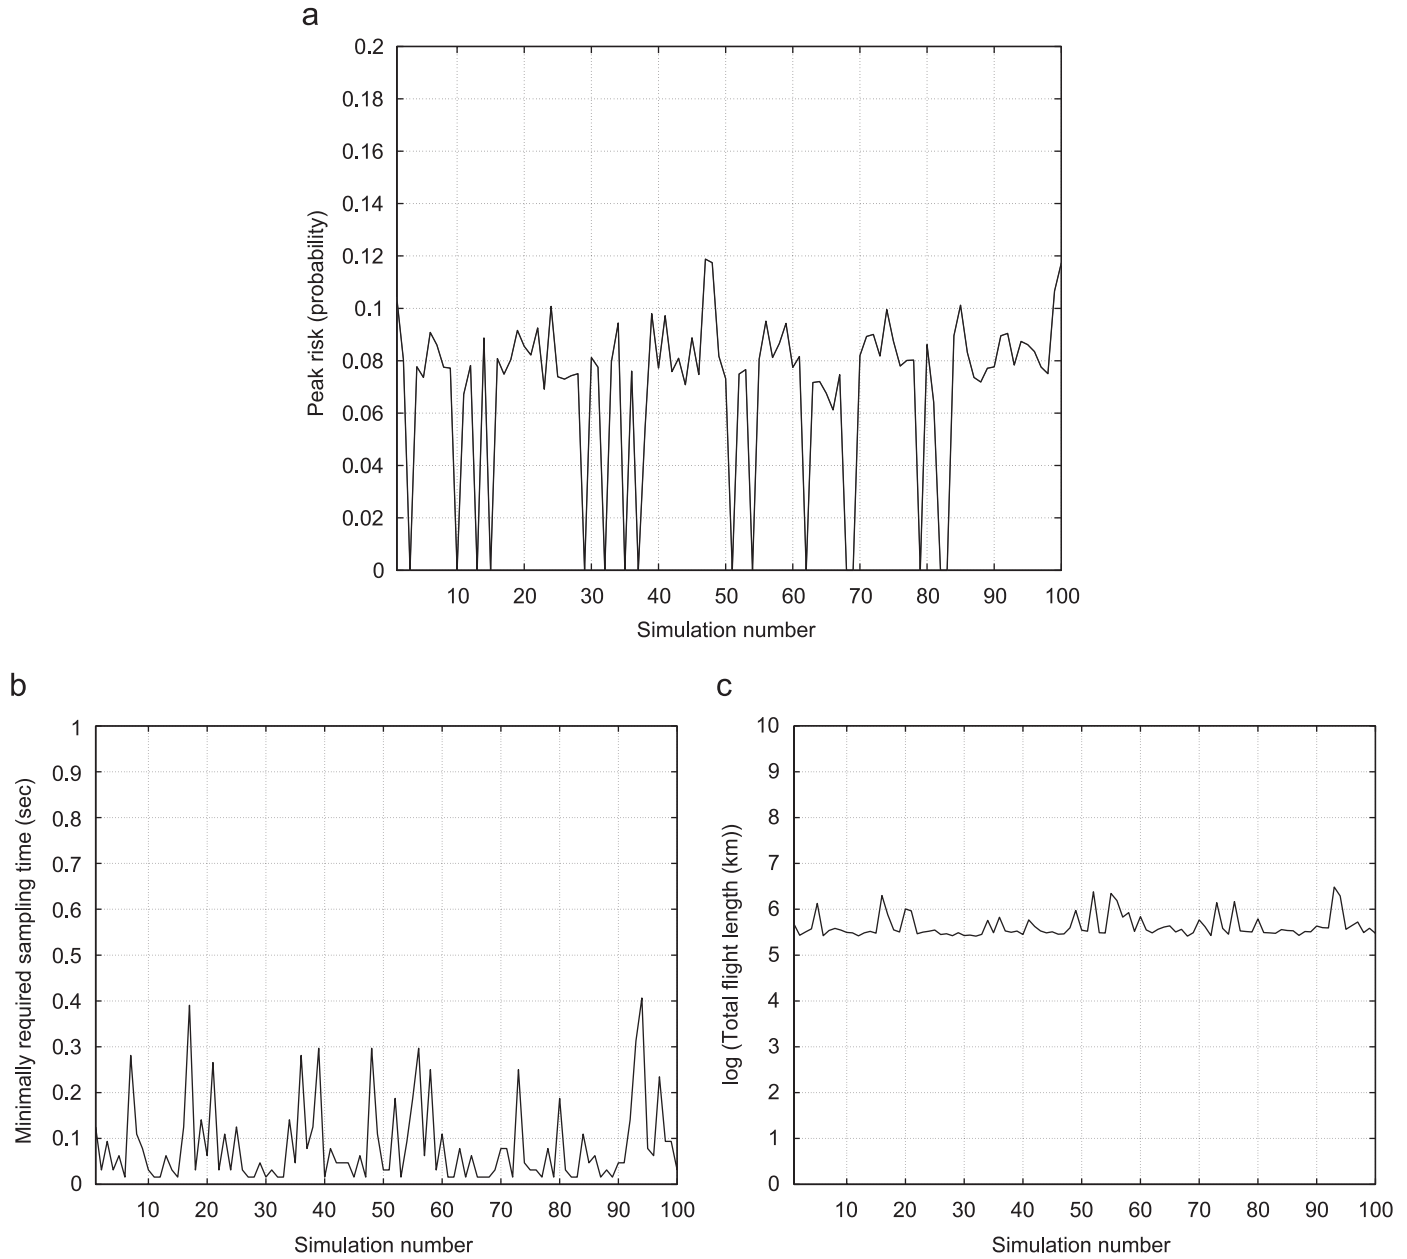 a
0.2
0.18
0.16
0.14
0.12
0.1
0.08
0.06
0.04
0.02
0
Peak risk (probability)
10 20 30 40 50 60 70 80 90 100
Simulation number
b
1
0.9
0.8
0.7
0.6
0.5
0.4
0.3
0.2
0.1
0
Minimally required sampling time (sec)
10 20 30 40 50 60 70 80 90 100
Simulation number
c
10
9
8
7
6
5
4
3
2
1
0
log (Total flight length (km))
10 20 30 40 50 60 70 80 90 100
Simulation number